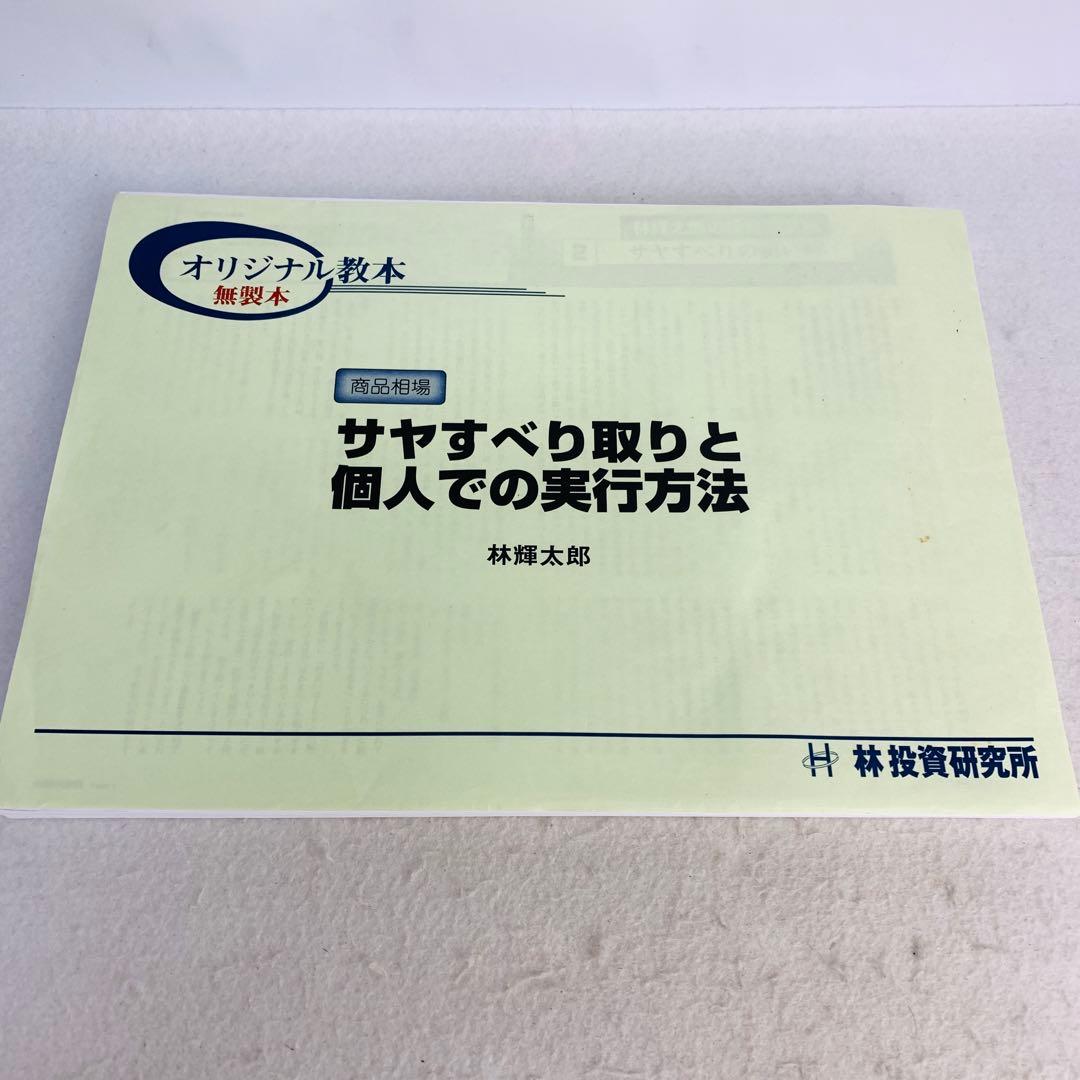 オリジナル教本
無製本
商品相場
サヤすべり取りと
個人での実行方法
林輝太郎
林投資研究所